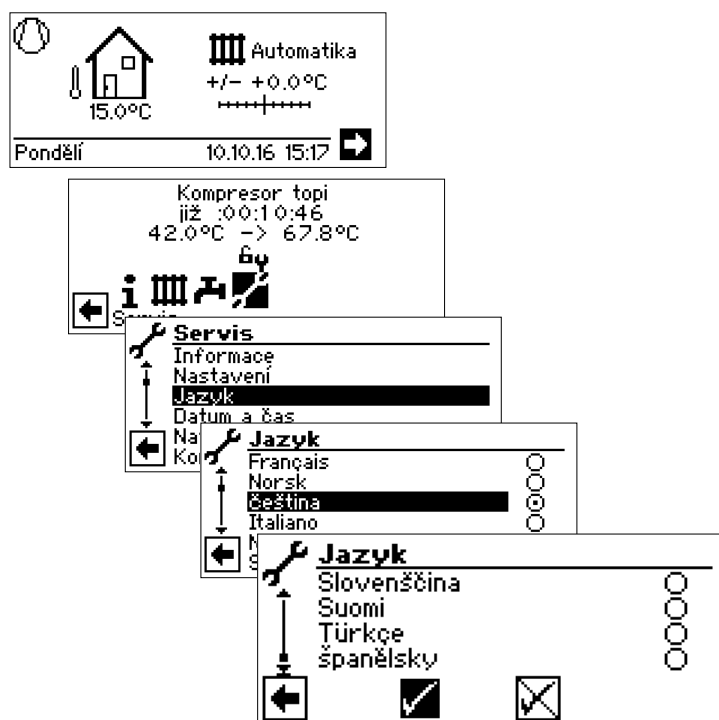 Automatika
+/- +0.0°C
15.0°C
Pondělí 10.10.16 15:17
Kompresor topi
již :00:10:46
42.0°C -> 67.8°C
Servis
Informace
Nastavení
Jazyk
Datum a čas
Jazyk
Français
Norsk
čeština
Italiano
Jazyk
Slovenščina
Suomi
Türkçe
španělsky